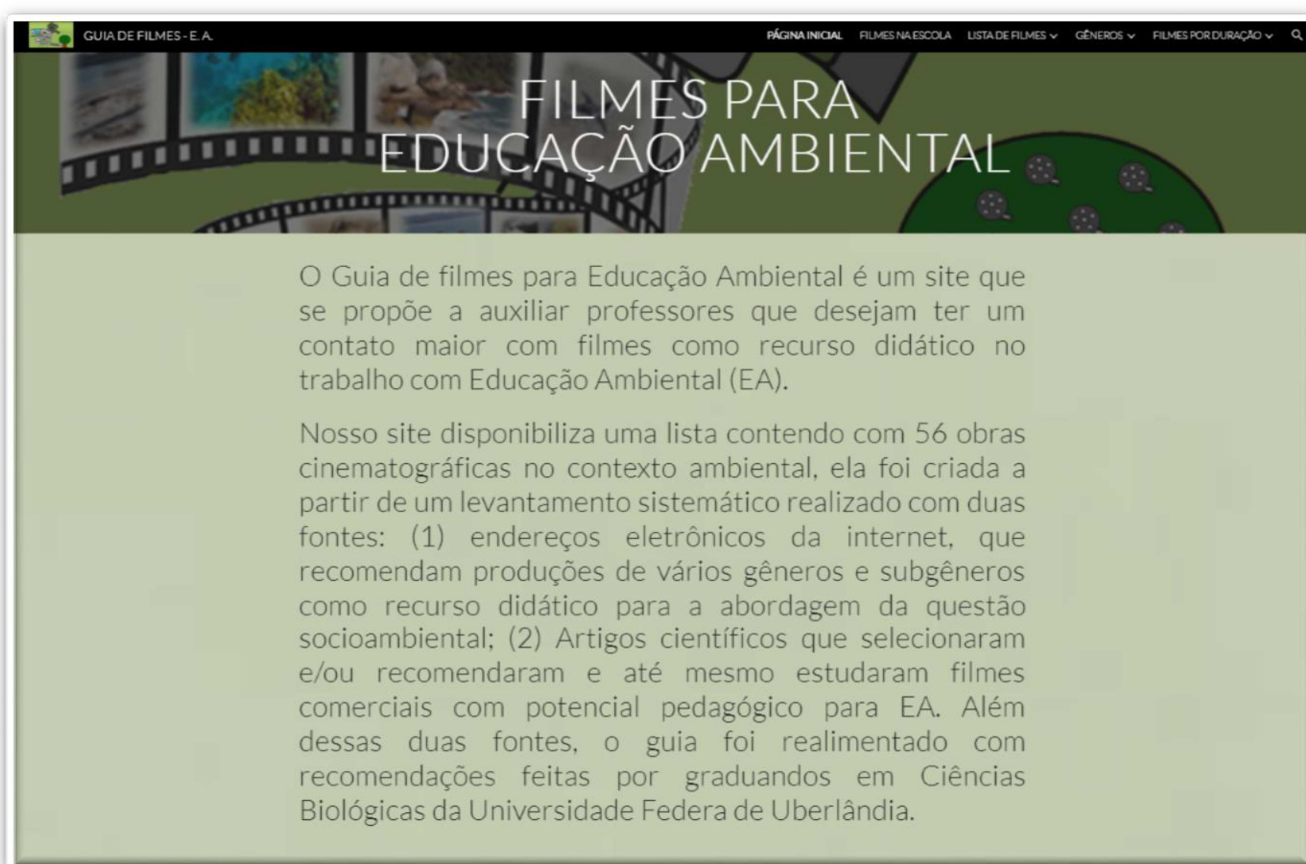 GUIA DE FILMES - E. A.
PÁGINA INICIAL FILMES NA ESCOLA LISTA DE FILMES GÊNEROS FILMES POR DURAÇÃO
FILMES PARA
EDUCAÇÃO AMBIENTAL
O Guia de filmes para Educação Ambiental é um site que
se propõe a auxiliar professores que desejam ter um
contato maior com filmes como recurso didático no
trabalho com Educação Ambiental (EA).
Nosso site disponibiliza uma lista contendo com 56 obras
cinematográficas no contexto ambiental, ela foi criada a
partir de um levantamento sistemático realizado com duas
fontes: (1) endereços eletrônicos da internet, que
recomendam produções de vários gêneros e subgêneros
como recurso didático para a abordagem da questão
socioambiental; (2) Artigos científicos que selecionaram
e/ou recomendaram e até mesmo estudaram filmes
comerciais com potencial pedagógico para EA. Além
dessas duas fontes, o guia foi realimentado com
recomendações feitas por graduandos em Ciências
Biológicas da Universidade Federa de Uberlândia.